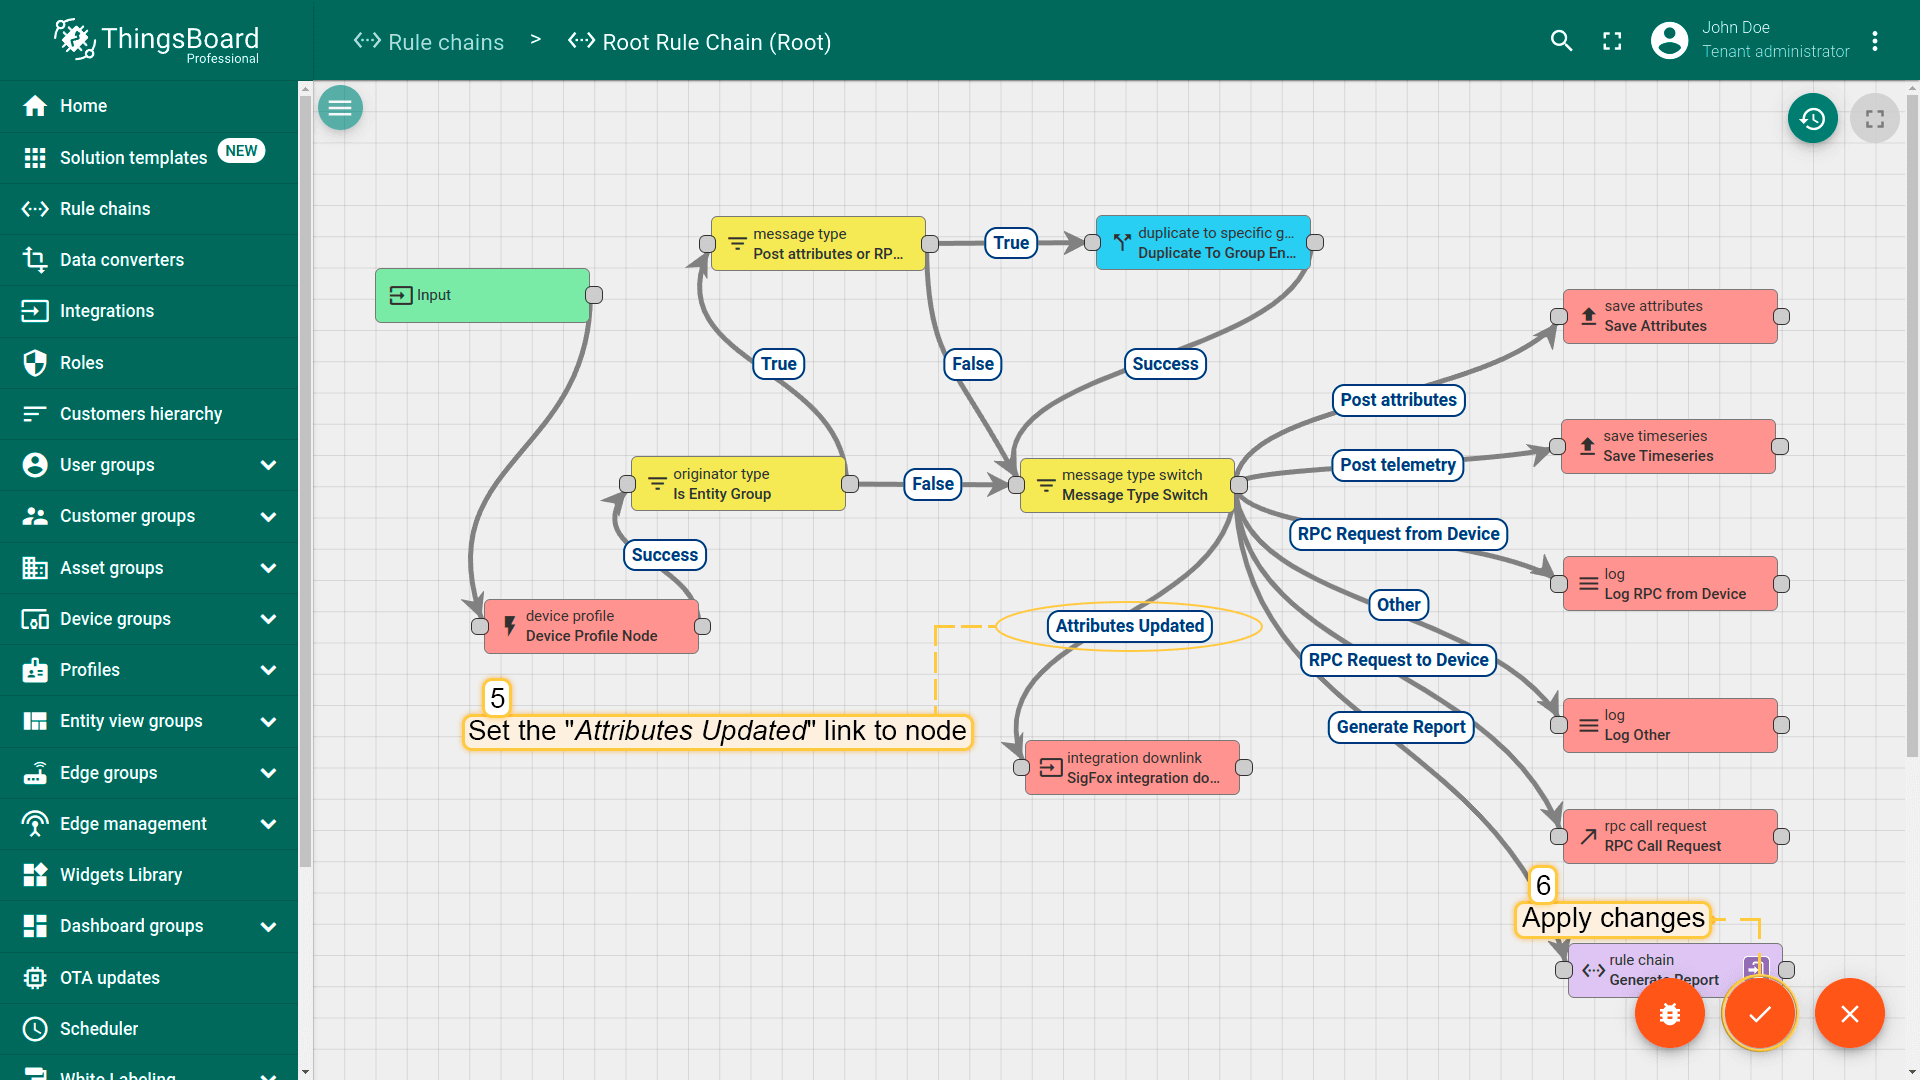 ThingsBoard
Professional
Rule chains > Root Rule Chain (Root)
John Doe
Tenant administrator
Home
Solution templates NEW
Rule chains
Data converters
Integrations
Roles
Customers hierarchy
User groups
Customer groups
Asset groups
Device groups
Profiles
Entity view groups
Edge groups
Edge management
Widgets Library
Dashboard groups
OTA updates
Scheduler
White Labeling
Input
message type
Post attributes or RP...
True
duplicate to specific g...
Duplicate To Group En...
True
False
Success
save attributes
Save Attributes
Post attributes
save timeseries
Save Timeseries
Post telemetry
originator type
Is Entity Group
False
message type switch
Message Type Switch
RPC Request from Device
log
Log RPC from Device
Success
device profile
Device Profile Node
Other
Attributes Updated
RPC Request to Device
5
Set the "Attributes Updated" link to node
Generate Report
log
Log Other
integration downlink
SigFox integration do...
rpc call request
RPC Call Request
6
Apply changes
rule chain
Generate Report